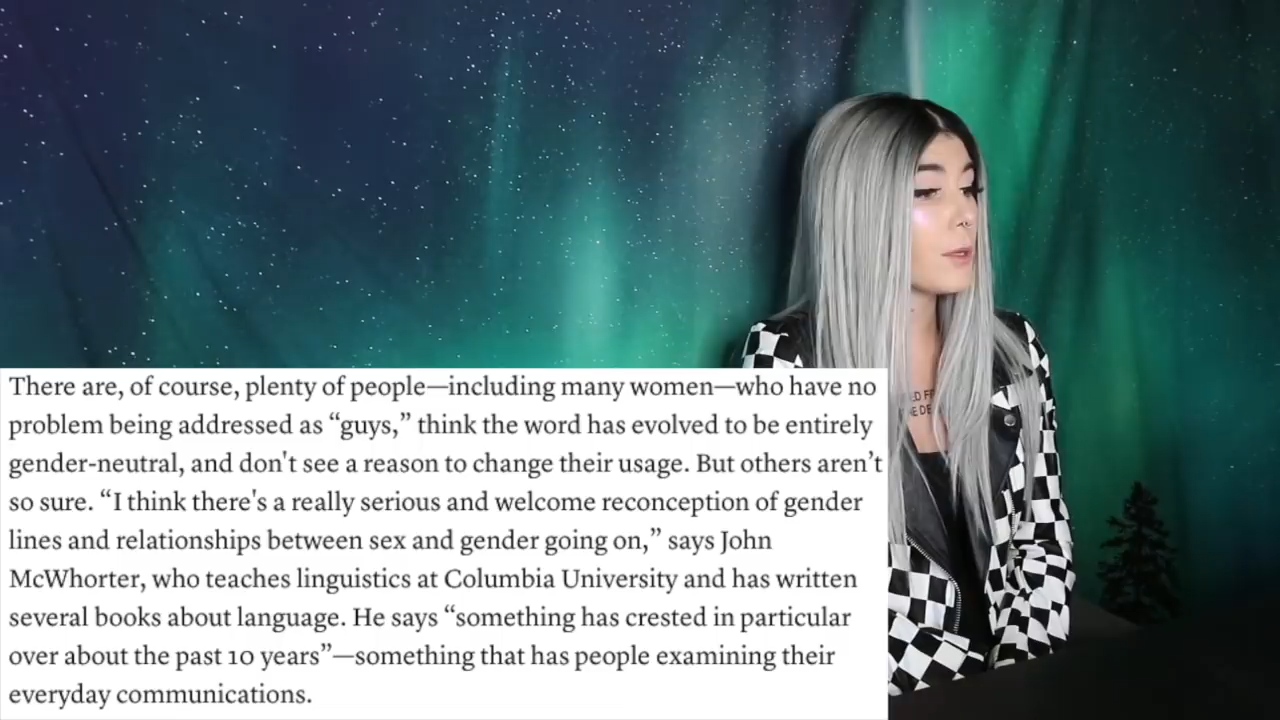 There are, of course, plenty of people—including many women—who have no
problem being addressed as “guys,” think the word has evolved to be entirely
gender-neutral, and don't see a reason to change their usage. But others aren’t
so sure. “I think there's a really serious and welcome reconception of gender
lines and relationships between sex and gender going on,” says John
McWhorter, who teaches linguistics at Columbia University and has written
several books about language. He says “something has crested in particular
over about the past 10 years”—something that has people examining their
everyday communications.